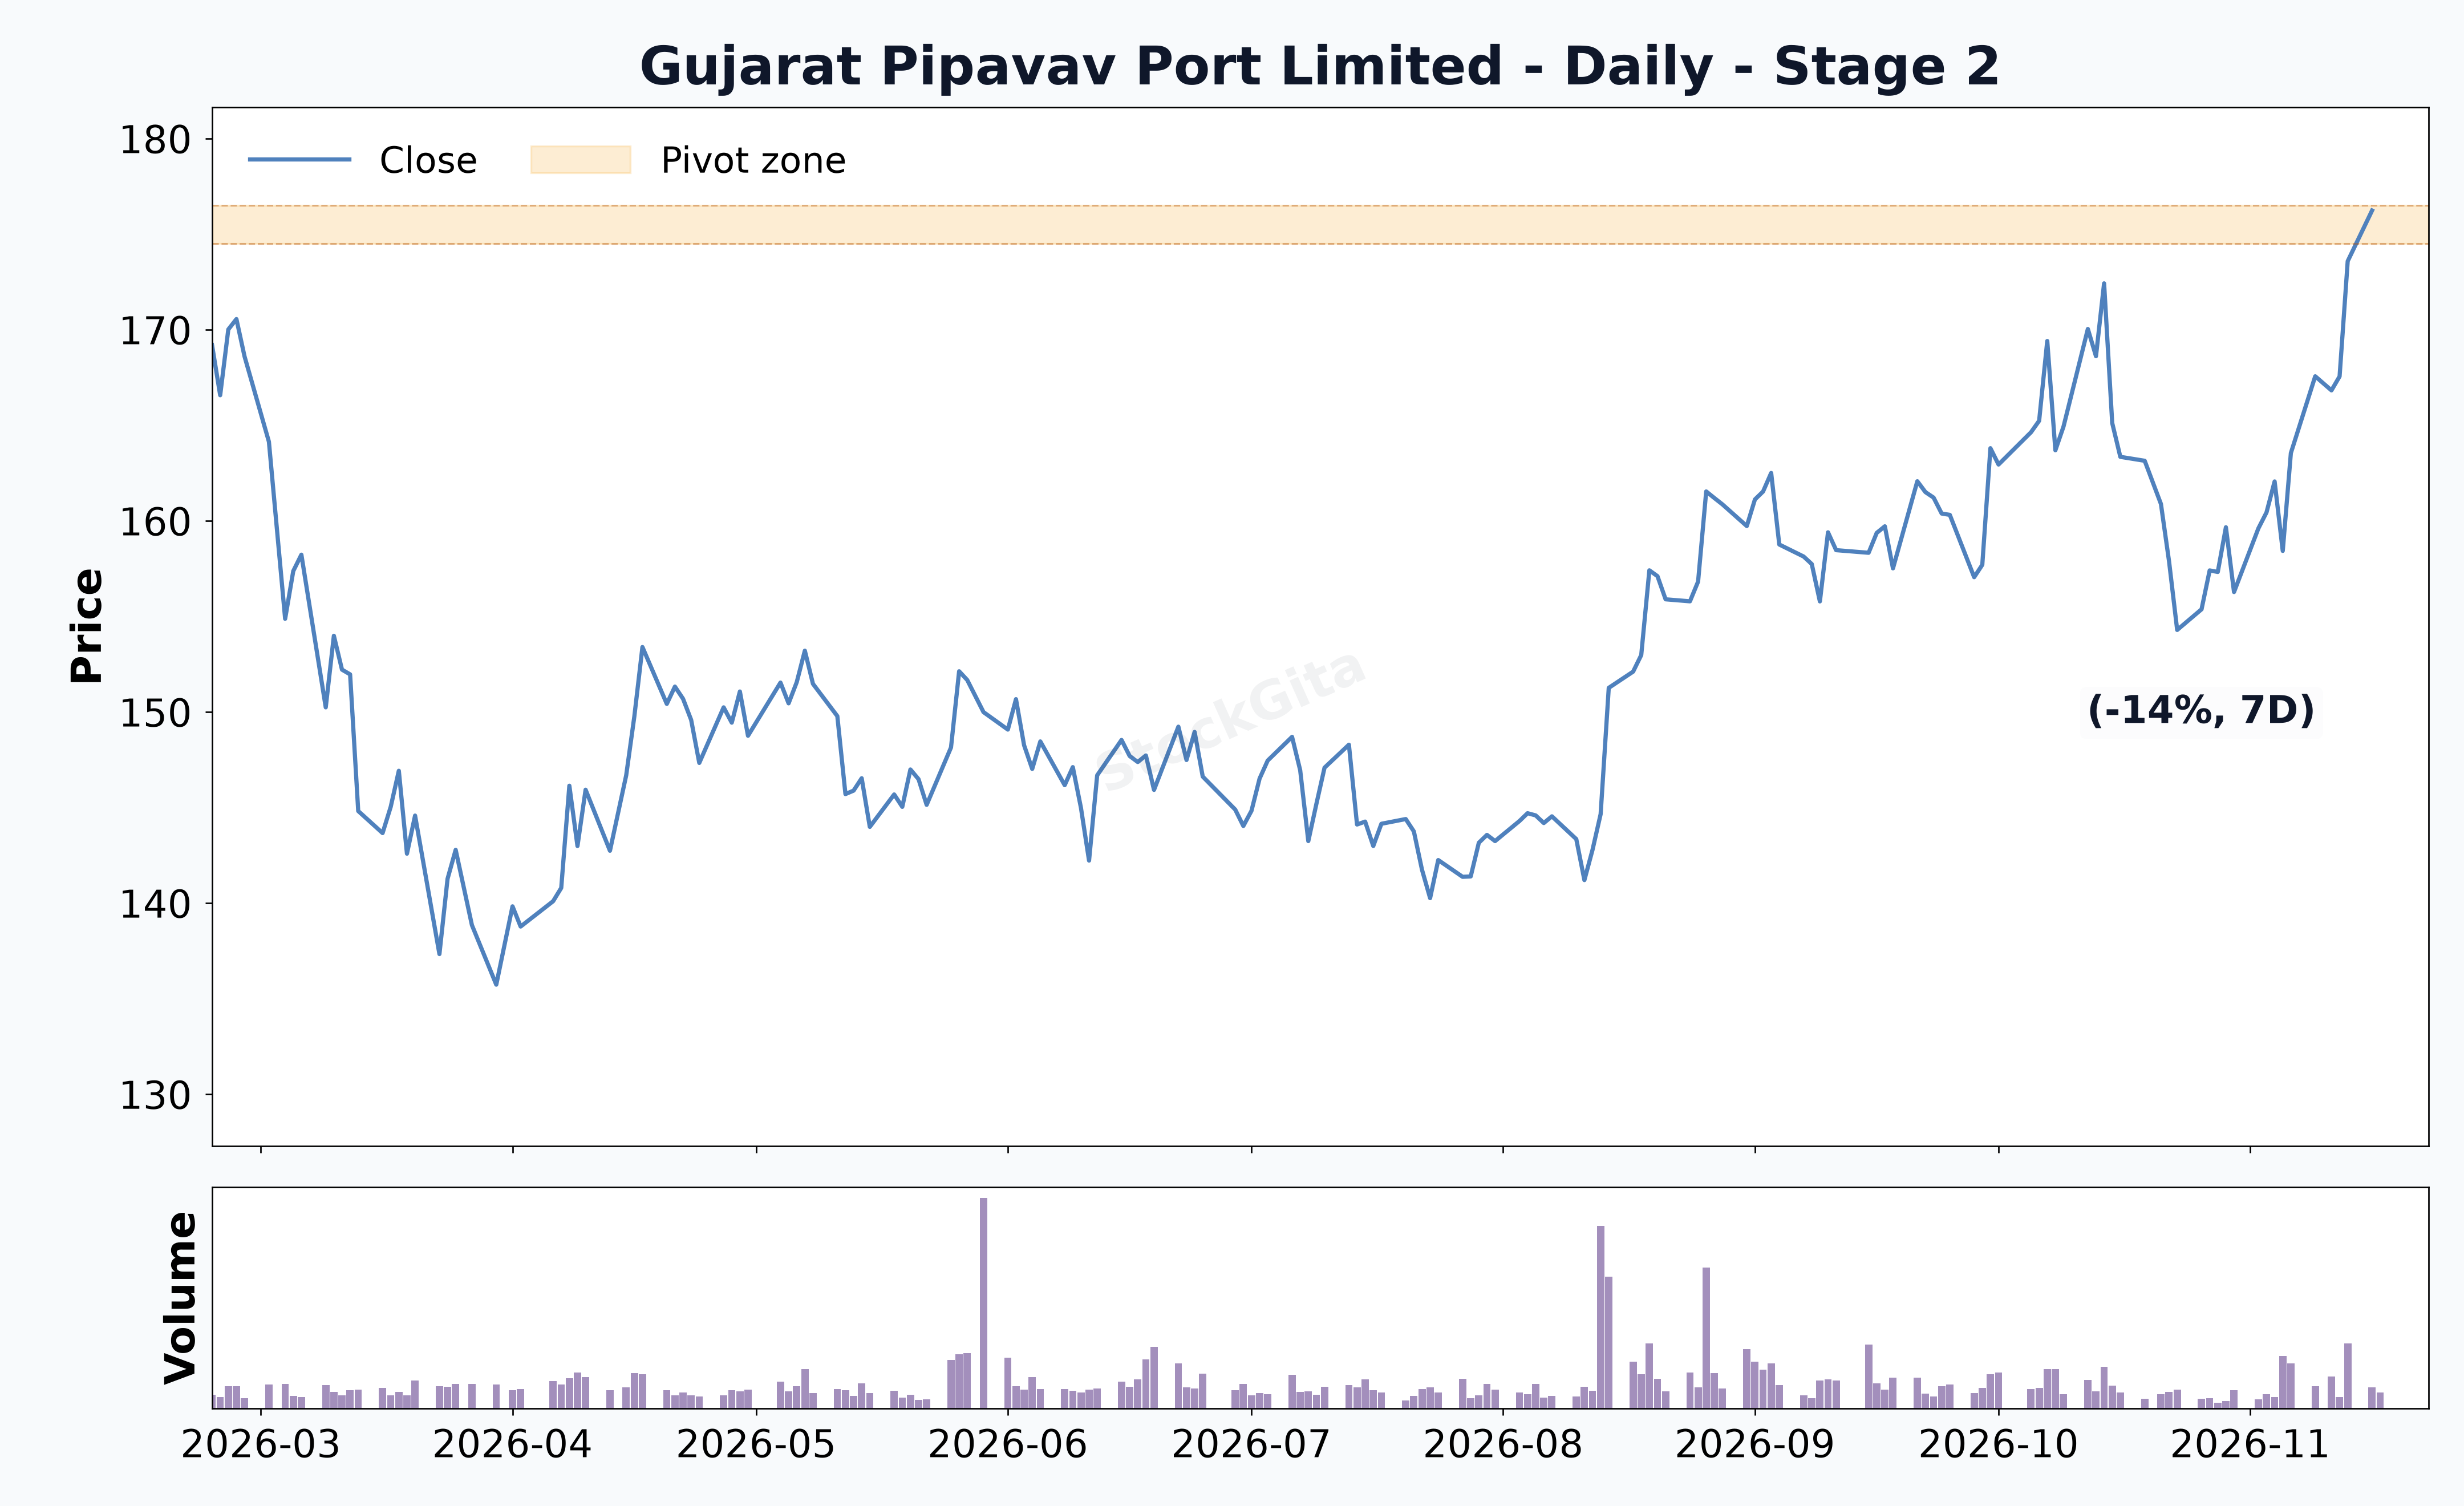 Gujarat Pipavav Port Limited - Daily - Stage 2
Close
Pivot zone
180
170
160
150
140
130
Price
StockGita
(-14%, 7D)
Volume
2026-03
2026-04
2026-05
2026-06
2026-07
2026-08
2026-09
2026-10
2026-11